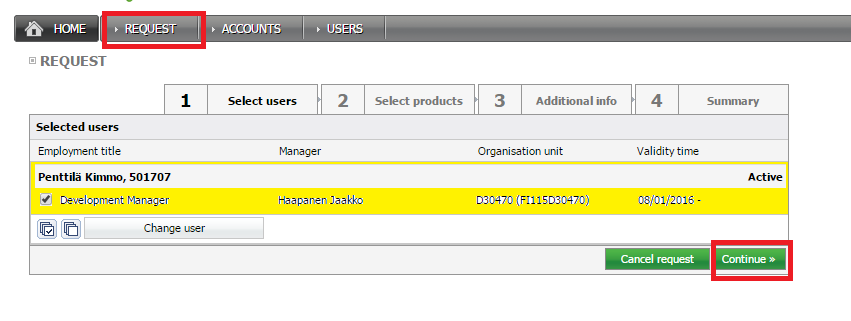 HOME REQUEST ACCOUNTS USERS
REQUEST
1 Select users 2 Select products 3 Additional info 4 Summary
Selected users
Employment title Manager Organisation unit Validity time
Penttilä Kimmo, 501707 Active
Development Manager Haapanen Jaakko D30470 (FI115D30470) 08/01/2016 -
Change user
Cancel request Continue »